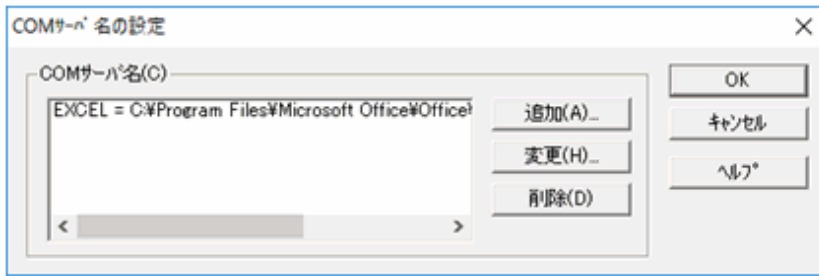 COMｻｰﾊﾞ名の設定
COMｻｰﾊﾞ名(C)
EXCEL = C:¥Program Files¥Microsoft Office¥Office¥
追加(A)...
変更(H)...
削除(D)
OK
ｷｬﾝｾﾙ
ﾍﾙﾌﾟ